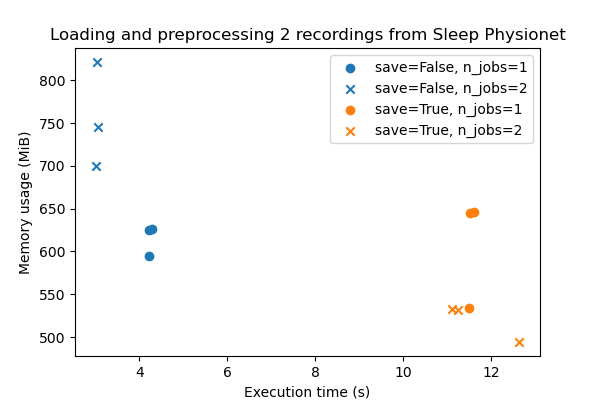 Loading and preprocessing 2 recordings from Sleep Physionet
save=False, n_jobs=1
save=False, n_jobs=2
save=True, n_jobs=1
save=True, n_jobs=2
Memory usage (MiB)
800
750
700
650
600
550
500
4 6 8 10 12
Execution time (s)